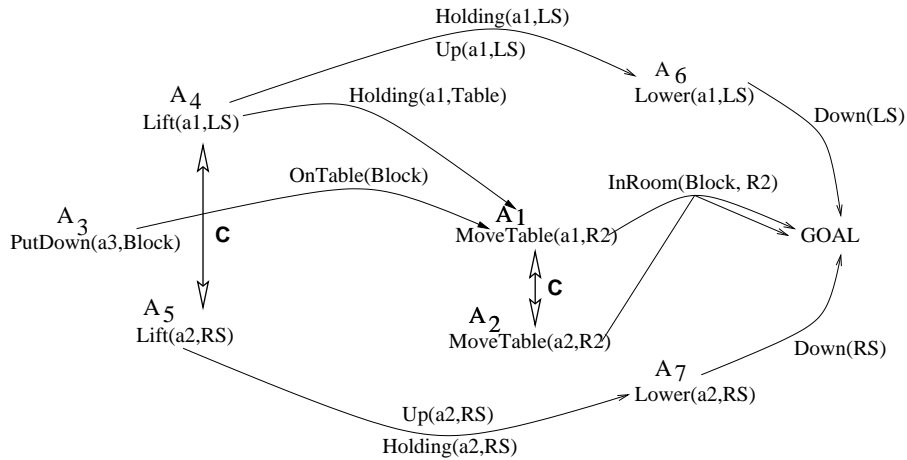 Holding(a1,LS)
Up(a1,LS)
A6
Lower(a1,LS)
A4
Lift(a1,LS)
Holding(a1,Table)
Down(LS)
OnTable(Block)
InRoom(Block, R2)
A3
PutDown(a3,Block)
C
A1
MoveTable(a1,R2)
GOAL
C
A5
Lift(a2,RS)
A2
MoveTable(a2,R2)
Down(RS)
A7
Lower(a2,RS)
Up(a2,RS)
Holding(a2,RS)